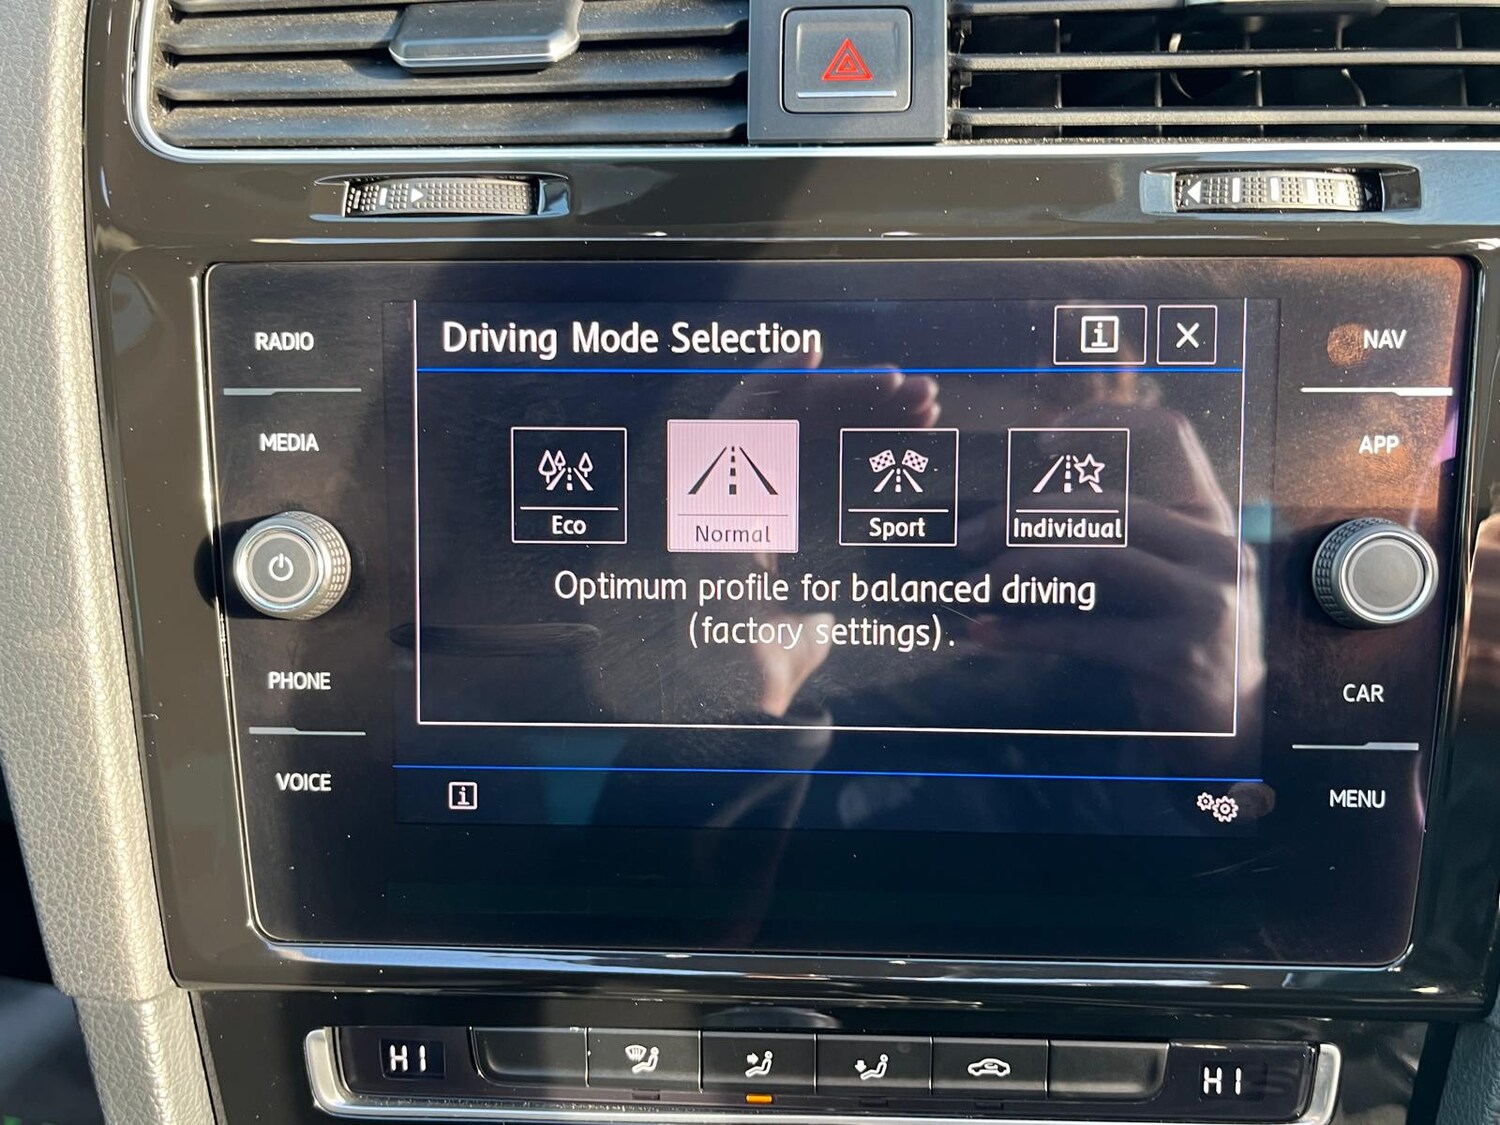 RADIO
MEDIA
PHONE
VOICE
Driving Mode Selection
i
X
Eco
Normal
Sport
Individual
Optimum profile for balanced driving
(factory settings).
i
NAV
APP
CAR
MENU
HI
HI